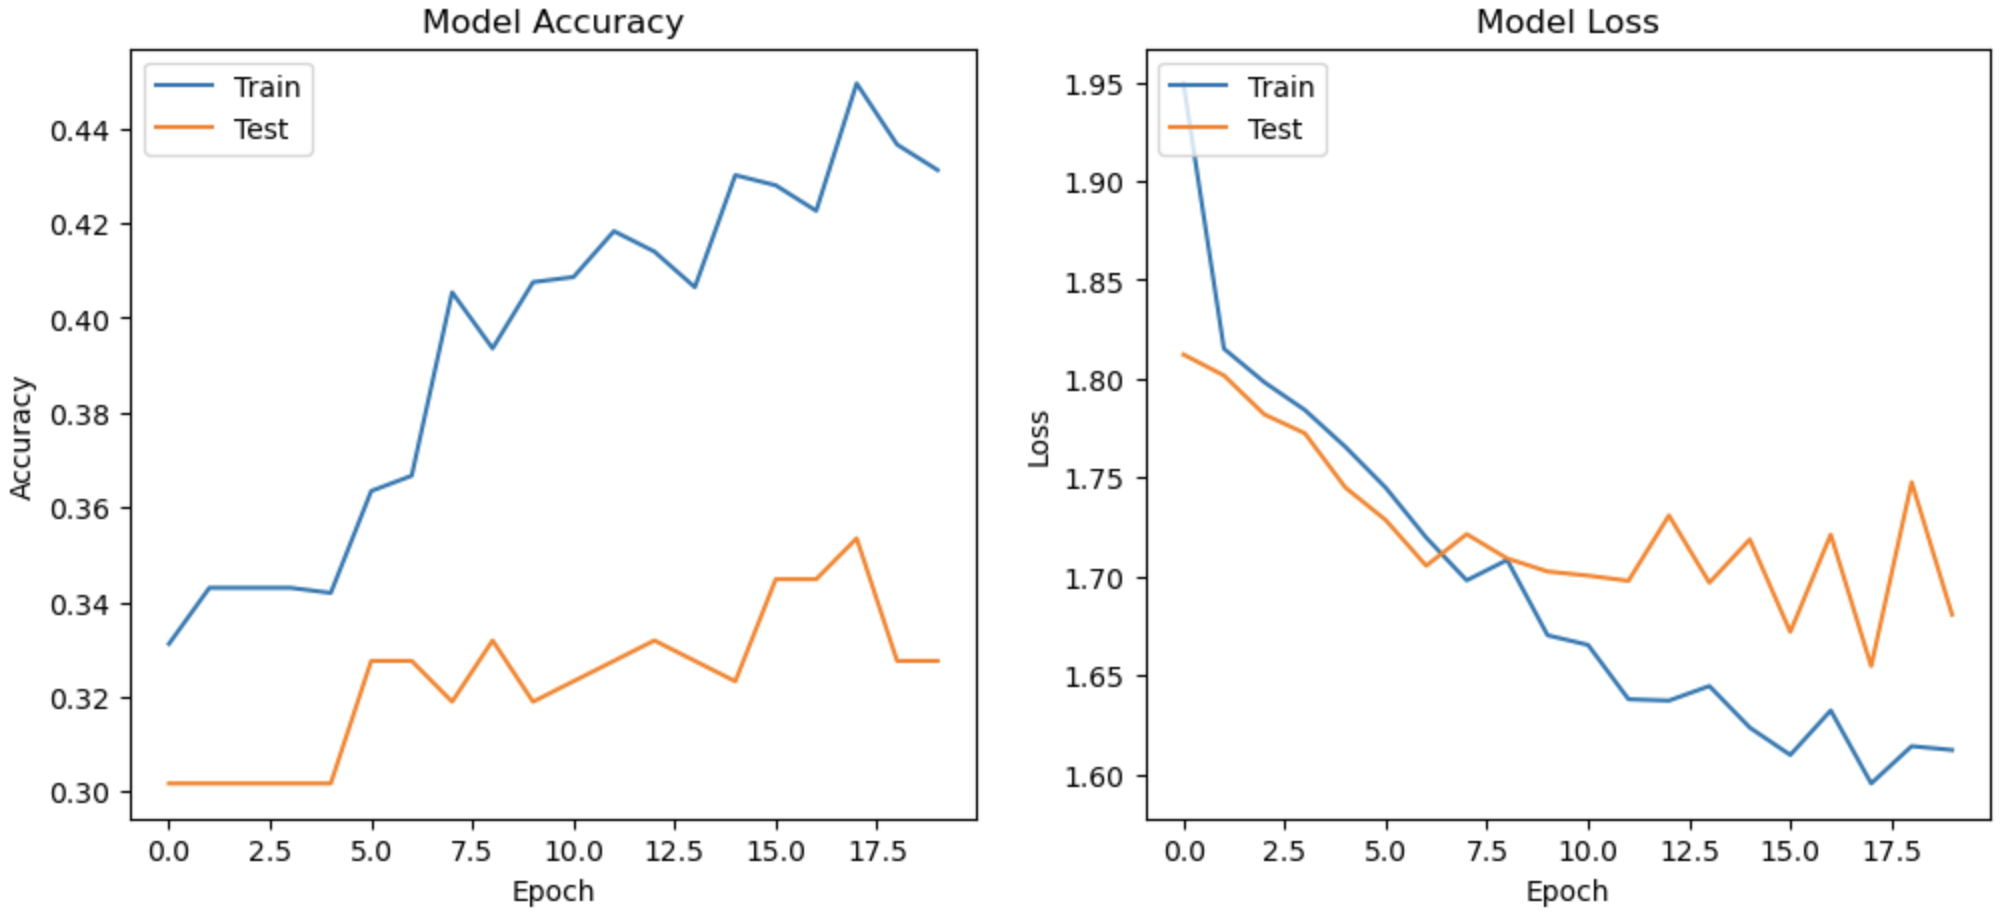 Model Accuracy
Train
Test
0.44
0.42
0.40
0.38
0.36
0.34
0.32
0.30
Accuracy
0.0 2.5 5.0 7.5 10.0 12.5 15.0 17.5
Epoch
Model Loss
Train
Test
1.95
1.90
1.85
1.80
1.75
1.70
1.65
1.60
Loss
0.0 2.5 5.0 7.5 10.0 12.5 15.0 17.5
Epoch